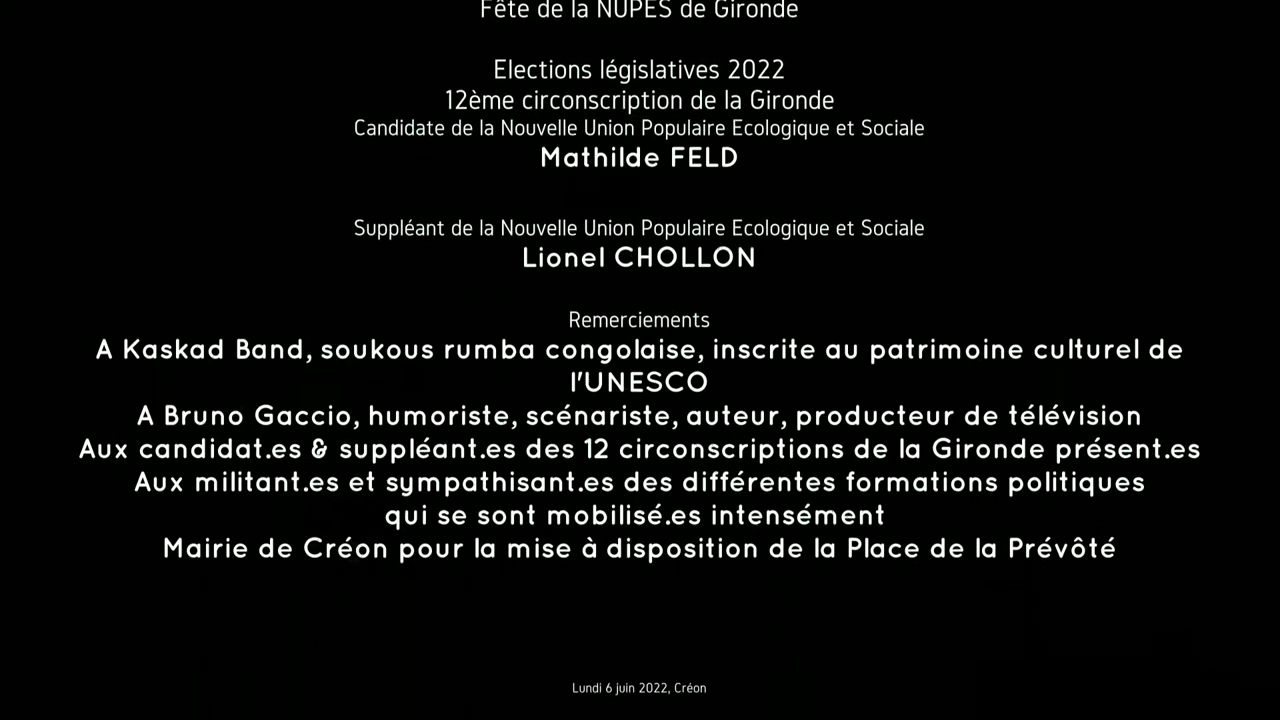 Fête de la NUPES de Gironde
Elections législatives 2022
12ème circonscription de la Gironde
Candidate de la Nouvelle Union Populaire Ecologique et Sociale
Mathilde FELD
Suppléant de la Nouvelle Union Populaire Ecologique et Sociale
Lionel CHOLLON
Remerciements
A Kaskad Band, soukous rumba congolaise, inscrite au patrimoine culturel de
l'UNESCO
A Bruno Gaccio, humoriste, scénariste, auteur, producteur de télévision
Aux candidat.es & suppléant.es des 12 circonscriptions de la Gironde présent.es
Aux militant.es et sympathisant.es des différentes formations politiques
qui se sont mobilisé.es intensément
Mairie de Créon pour la mise à disposition de la Place de la Prévôté
Lundi 6 juin 2022, Créon